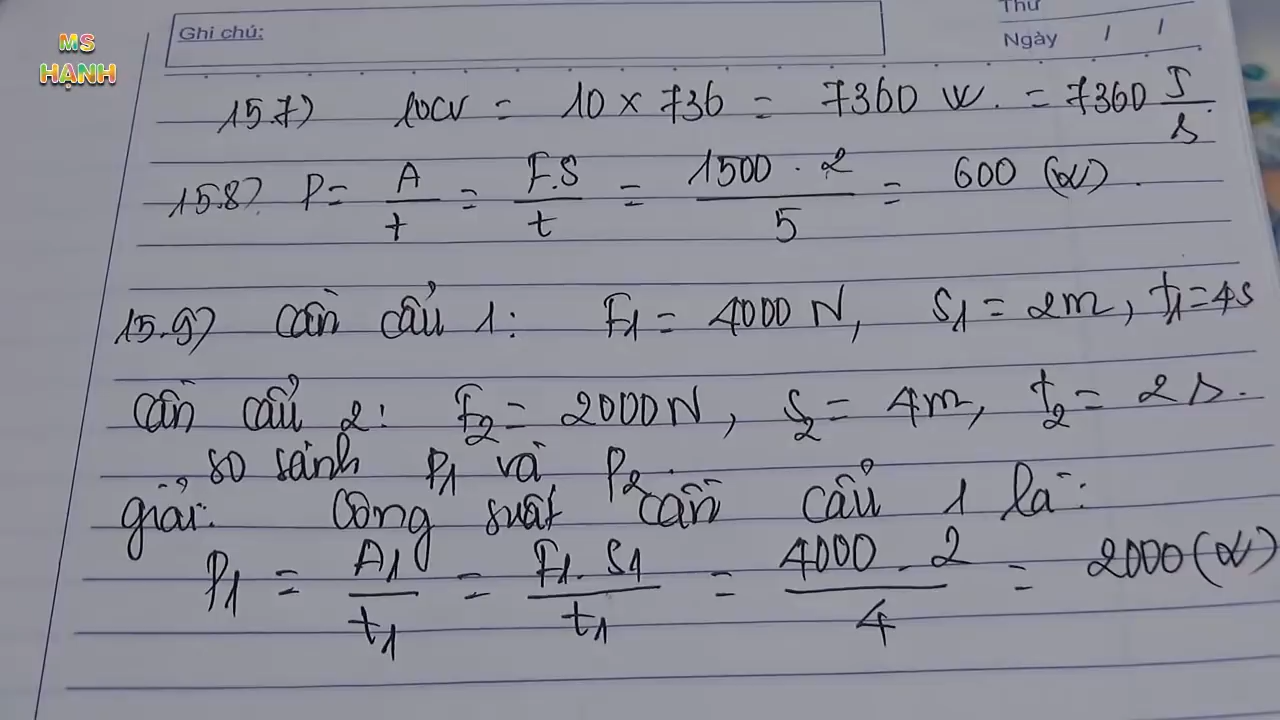 MS
HẠNH
Ghi chú:
Thứ
Ngày / /
15.7) 10CV = 10 x 736 = 7360 W. = 7360 J/s.
15.8) P = A/t = F.S/t = 1500 . 2/5 = 600 (W).
15.9) Cần cẩu 1: F1 = 4000 N, S1 = 2m, t1 = 4s
Cần cẩu 2: F2 = 2000N, S2 = 4m, t2 = 2s.
so sánh P1 và P2.
giải: Công suất cần cẩu 1 là:
P1 = A1/t1 = F1. S1/t1 = 4000 . 2/4 = 2000 (W)